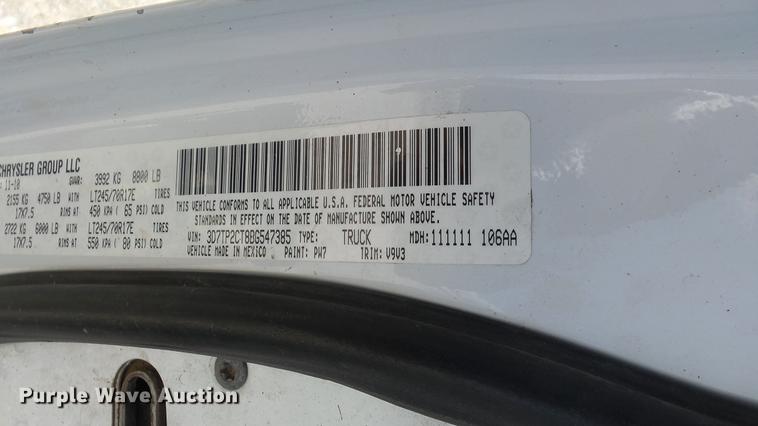 CHRYSLER GROUP LLC
11-10 GVWR: 3992 KG 8800 LB
2155 KG 4750 LB WITH LT245/70R17E TIRES
17X7.5 RIMS AT 450 KPA ( 65 PSI) COLD
2722 KG 6000 LB WITH LT245/70R17E TIRES
17X7.5 RIMS AT 550 KPA ( 80 PSI) COLD
THIS VEHICLE CONFORMS TO ALL APPLICABLE U.S.A. FEDERAL MOTOR VEHICLE SAFETY
STANDARDS IN EFFECT ON THE DATE OF MANUFACTURE SHOWN ABOVE.
VIN: 3D7TP2CT8BG547385 TYPE: TRUCK MDH: 111111 106AA
VEHICLE MADE IN MEXICO PAINT: PW7 TRIM: V9V3
Purple Wave Auction